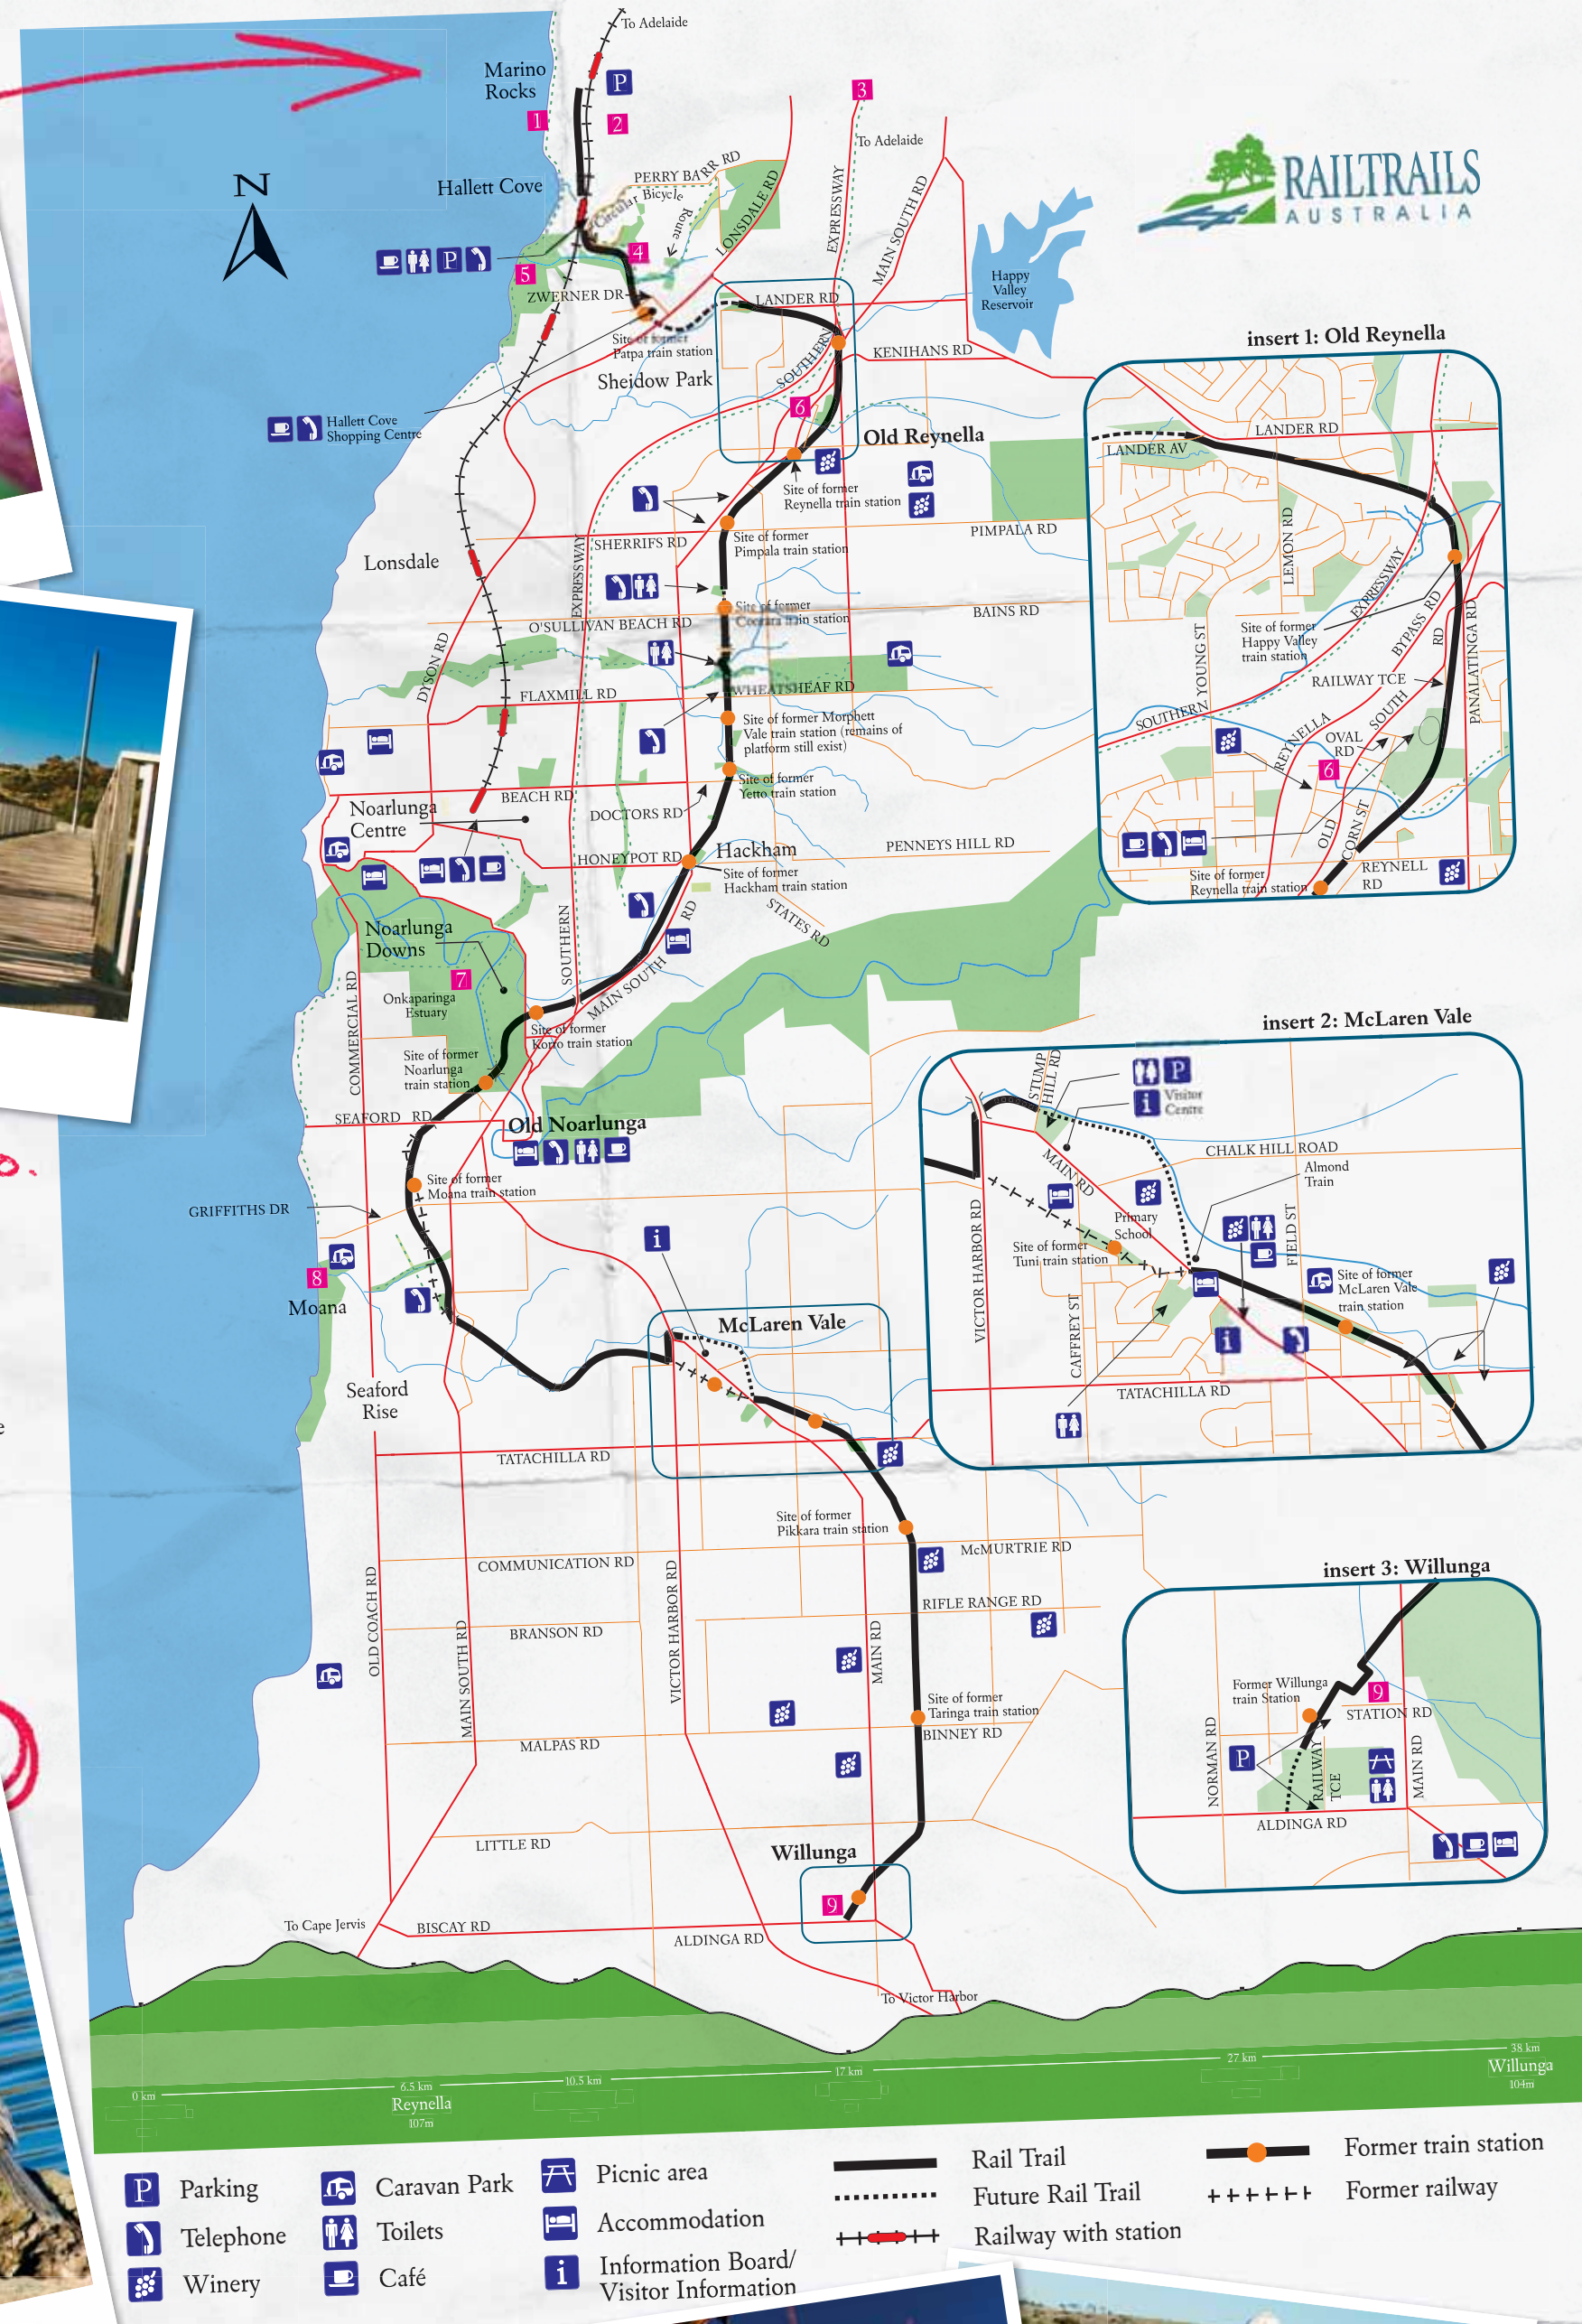 To Adelaide
Marino
Rocks
P
1
2
3
To Adelaide
RAILTRAILS
AUSTRALIA
N
Hallett Cove
PERRY BARR RD
Circular Bicycle
Route
LONSDALE RD
EXPRESSWAY
MAIN SOUTH RD
P
4
5
ZWERNER DR
LANDER RD
Happy
Valley
Reservoir
Site of former
Patpa train station
SOUTHERN
KENIHANS RD
Sheidow Park
6
Hallett Cove
Shopping Centre
Old Reynella
Site of former
Reynella train station
PIMPALA RD
SHERRIFS RD
Site of former
Pimpala train station
Lonsdale
EXPRESSWAY
Site of former
Coorara train station
BAINS RD
O'SULLIVAN BEACH RD
DYSON RD
WHEATSHEAF RD
FLAXMILL RD
Site of former Morphett
Vale train station (remains of
platform still exist)
Site of former
Yetto train station
BEACH RD
Noarlunga
Centre
DOCTORS RD
HONEYPOT RD
Hackham
PENNEYS HILL RD
Site of former
Hackham train station
STATES RD
RD
SOUTHERN
MAIN SOUTH
Noarlunga
Downs
7
Onkaparinga
Estuary
COMMERCIAL RD
Site of former
Korro train station
Site of former
Noarlunga
train station
SEAFORD RD
Old Noarlunga
Site of former
Moana train station
GRIFFITHS DR
i
8
Moana
McLaren Vale
Seaford
Rise
TATACHILLA RD
Site of former
Pikkara train station
McMURTRIE RD
COMMUNICATION RD
RIFLE RANGE RD
BRANSON RD
OLD COACH RD
MAIN SOUTH RD
VICTOR HARBOR RD
MAIN RD
Site of former
Taringa train station
BINNEY RD
MALPAS RD
LITTLE RD
Willunga
9
To Cape Jervis
BISCAY RD
ALDINGA RD
To Victor Harbor
insert 1: Old Reynella
LANDER RD
LANDER AV
LEMON RD
EXPRESSWAY
Site of former
Happy Valley
train station
BYPASS RD
RD
PANALATINGA RD
YOUNG ST
RAILWAY TCE
SOUTHERN
REYNELLA
SOUTH
OVAL
RD
6
OLD
CORN ST
Site of former
Reynella train station
REYNELL
RD
insert 2: McLaren Vale
STUMP
HILL RD
P
i
Visitor
Centre
CHALK HILL ROAD
MAIN RD
Almond
Train
Primary
School
Site of former
Tuni train station
VICTOR HARBOR RD
FIELD ST
Site of former
McLaren Vale
train station
CAFFREY ST
i
TATACHILLA RD
insert 3: Willunga
Former Willunga
train Station
9
STATION RD
NORMAN RD
P
RAILWAY
TCE
MAIN RD
ALDINGA RD
0 km
6.5 km
10.5 km
17 km
27 km
38 km
Reynella
107m
Willunga
104m
P Parking
Telephone
Winery
Caravan Park
Toilets
Café
Picnic area
Accommodation
i Information Board/
Visitor Information
Rail Trail
Future Rail Trail
Railway with station
Former train station
Former railway